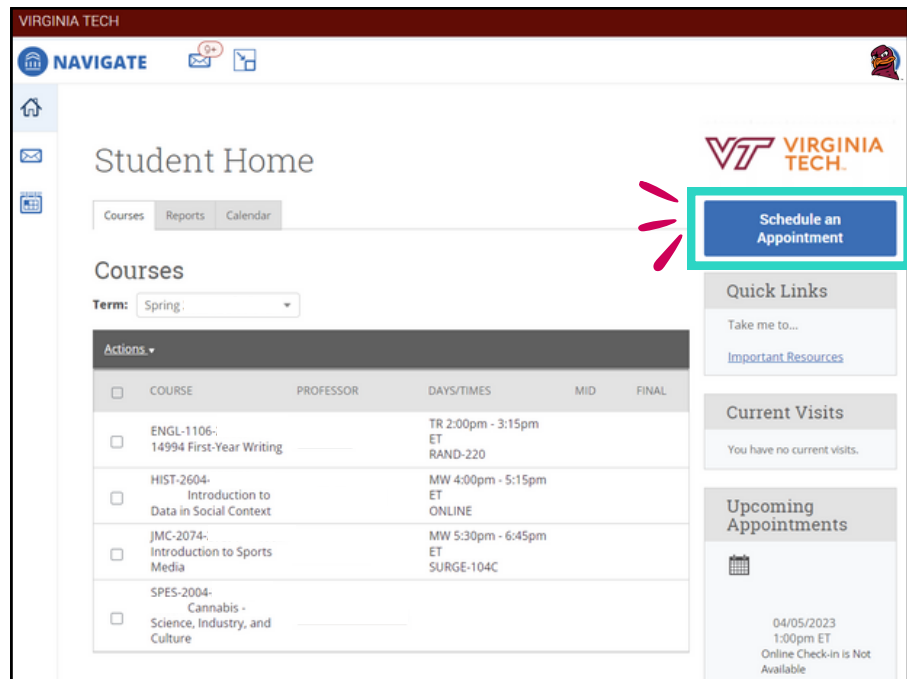 VIRGINIA TECH
NAVIGATE
9+
Student Home
Courses Reports Calendar
Courses
Term: Spring
Actions
COURSE PROFESSOR DAYS/TIMES MID FINAL
ENGL-1106-
14994 First-Year Writing
TR 2:00pm - 3:15pm
ET
RAND-220
HIST-2604-
Introduction to
Data in Social Context
MW 4:00pm - 5:15pm
ET
ONLINE
JMC-2074-
Introduction to Sports
Media
MW 5:30pm - 6:45pm
ET
SURGE-104C
SPES-2004-
Cannabis -
Science, Industry, and
Culture
VT VIRGINIA
TECH
Schedule an
Appointment
Quick Links
Take me to...
Important Resources
Current Visits
You have no current visits.
Upcoming
Appointments
04/05/2023
1:00pm ET
Online Check-in is Not
Available